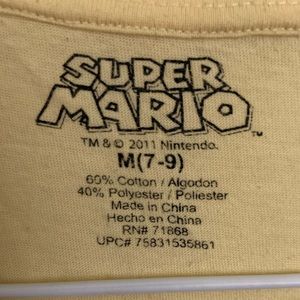 SUPER
MARIO™
TM & © 2011 Nintendo.
M(7-9)
60% Cotton / Algodon
40% Polyester / Poliester
Made in China
Hecho en China
RN# 71868
UPC# 75831535861